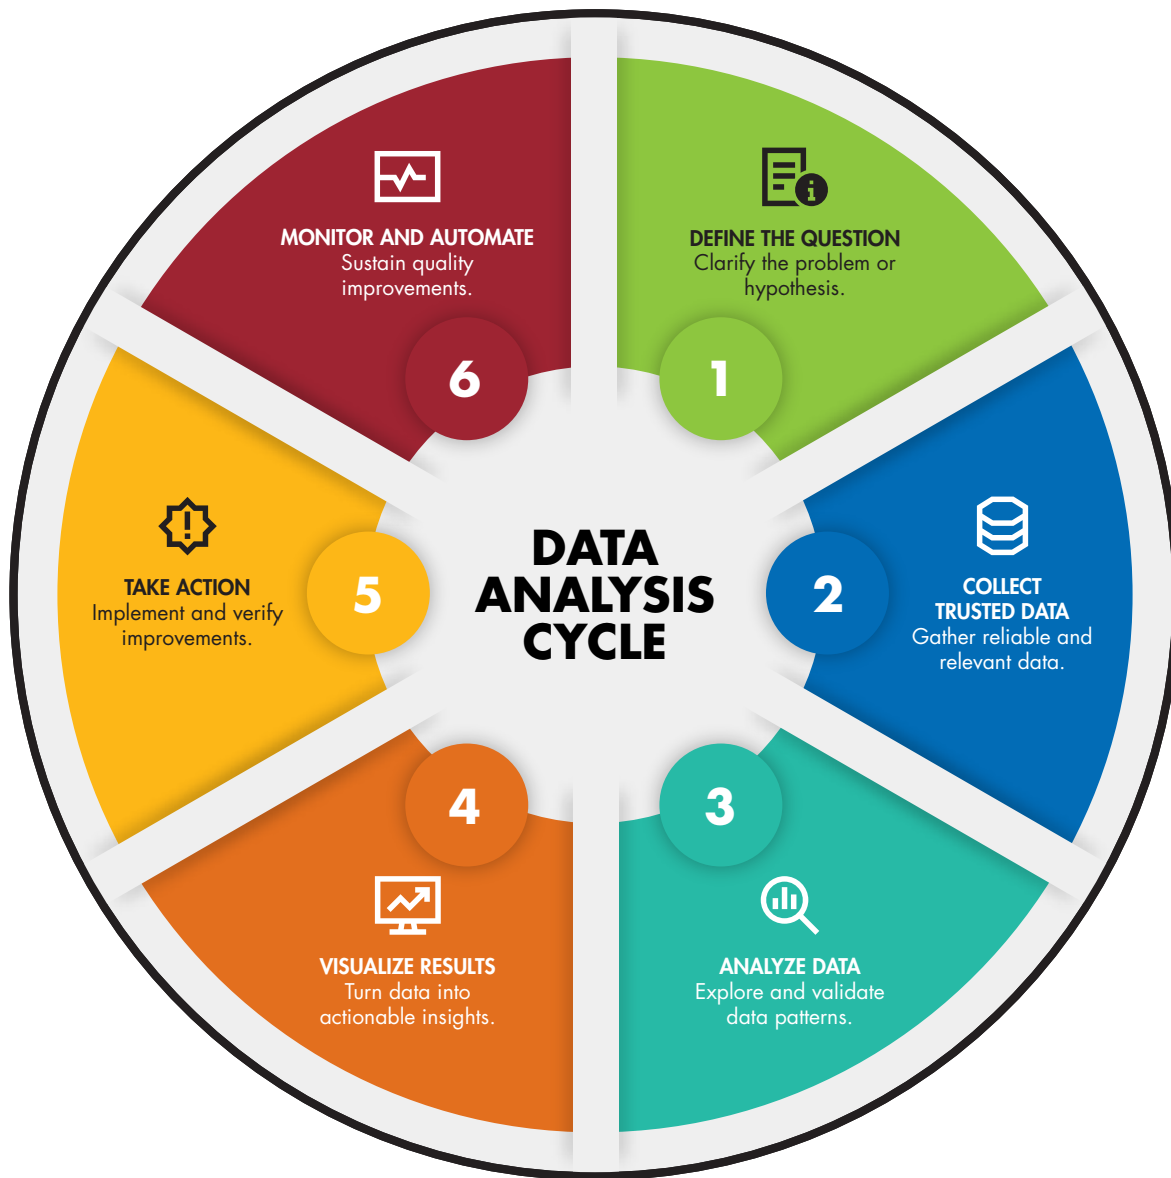 DATA
ANALYSIS
CYCLE
1
DEFINE THE QUESTION
Clarify the problem or
hypothesis.
2
COLLECT
TRUSTED DATA
Gather reliable and
relevant data.
3
ANALYZE DATA
Explore and validate
data patterns.
4
VISUALIZE RESULTS
Turn data into
actionable insights.
5
TAKE ACTION
Implement and verify
improvements.
6
MONITOR AND AUTOMATE
Sustain quality
improvements.